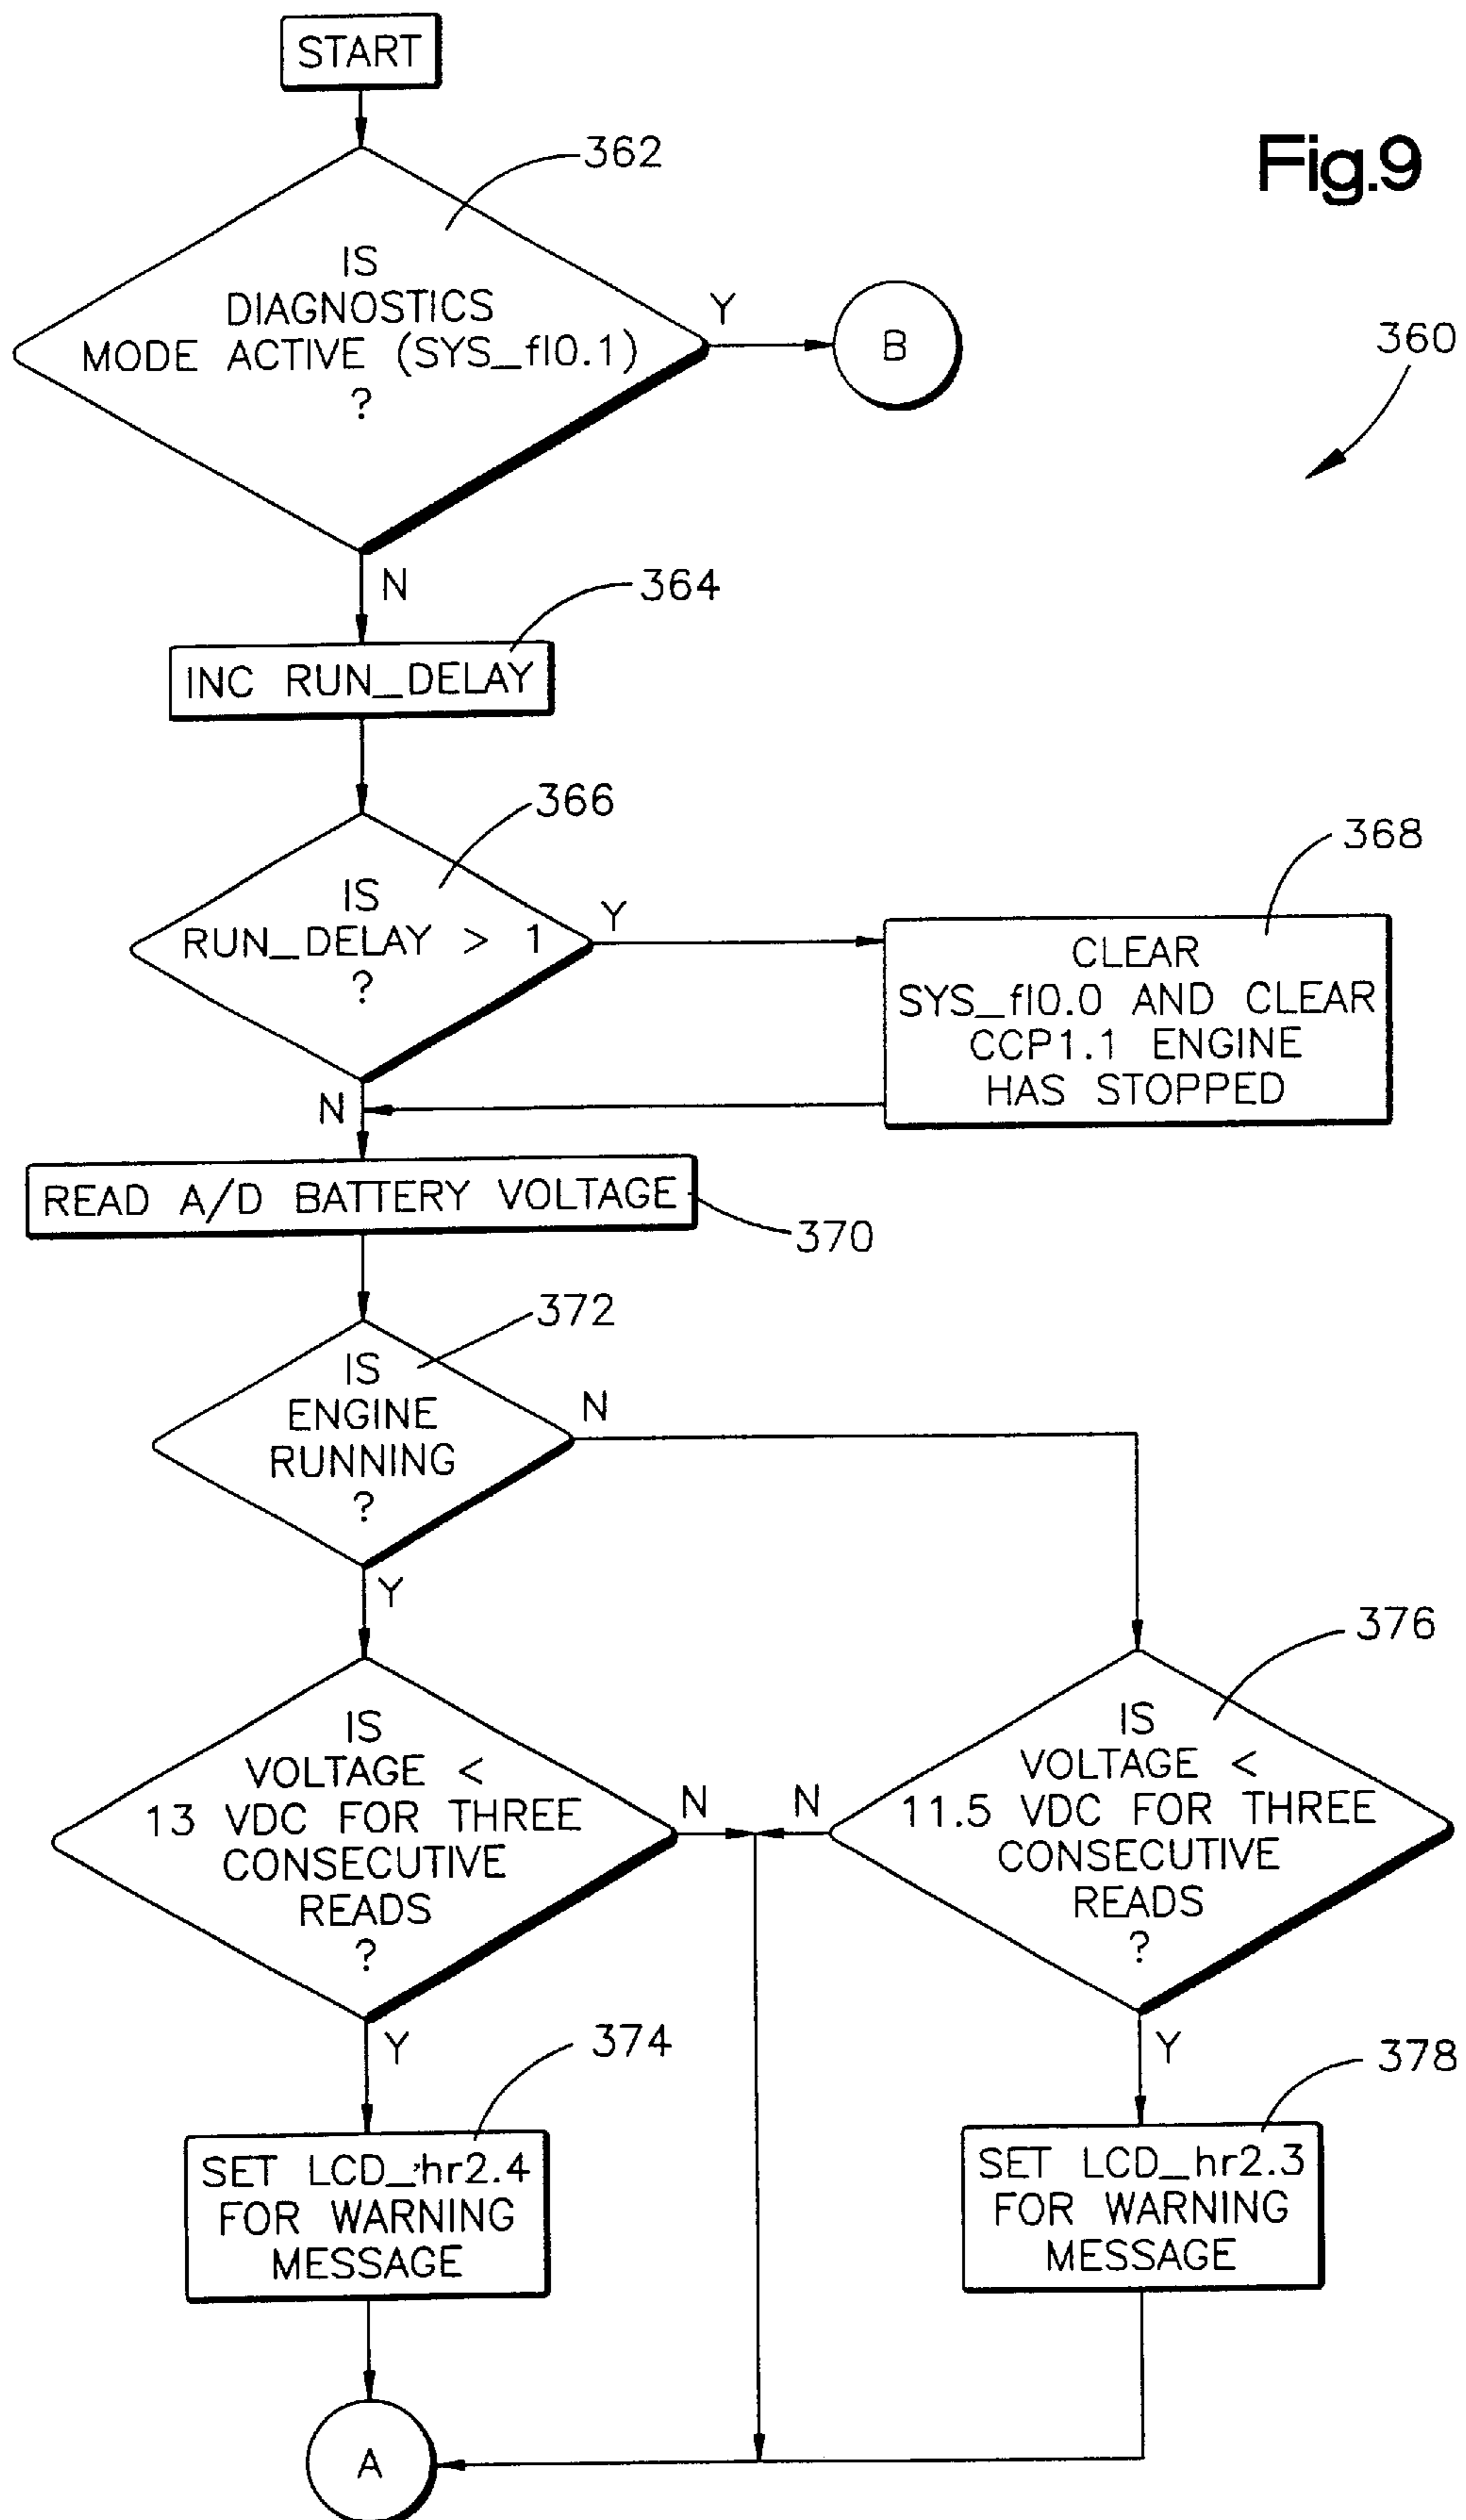 START
Fig.9
362
IS
DIAGNOSTICS
MODE ACTIVE (SYS_fl0.1)
?
Y
B
360
N
364
INC RUN_DELAY
366
IS
RUN_DELAY > 1
?
Y
368
CLEAR
SYS_fl0.0 AND CLEAR
CCP1.1 ENGINE
HAS STOPPED
N
READ A/D BATTERY VOLTAGE
370
372
IS
ENGINE
RUNNING
?
N
Y
IS
VOLTAGE <
13 VDC FOR THREE
CONSECUTIVE
READS
?
N
N
376
IS
VOLTAGE <
11.5 VDC FOR THREE
CONSECUTIVE
READS
?
Y
374
SET LCD_hr2.4
FOR WARNING
MESSAGE
Y
378
SET LCD_hr2.3
FOR WARNING
MESSAGE
A